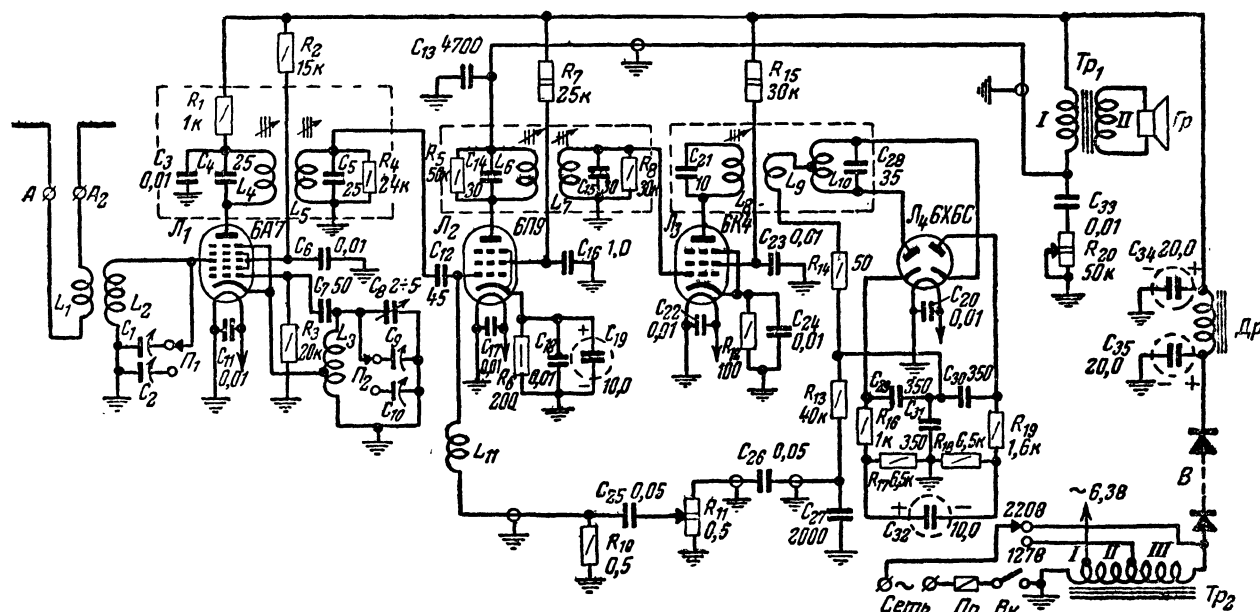 C13 4700
R2
15к
R7
25к
R15
30к
Тр1
I
II
Гр
R1
1к
C3
0,01
C4
25
L4
C5
25
R4
24к
L5
R5
50к
C14
30
L6
30
L7
R8
30к
C21
10
L8
L9
L10
C28
35
А
А2
Л1
6А7
C6
0,01
Л2
6П9
C12
45
C16 1,0
Л3
6К4
C23 0,01
R14
50
Л4 6Х6С
C33
0,01
R20
50к
C34 20,0
+
−
L1
L2
C7 50
C8 2÷5
C1
П1
C2
C11
0,01
R3
20к
L3
П2
C9
C10
C17
0,01
R6
200
C18
0,01
C19
+
−
10,0
C22
0,01
100
C24
0,01
C20
0,01
Др
C35
20,0
−
+
R13
40к
C29
350
C30 350
C31
350
R16
1к
R17 6,5к
R18 6,5к
R19
1,6к
L11
C26 0,05
C25 0,05
R11
0,5
R10
0,5
C27
2000
+
−
C32
10,0
В
~6,3В
220В
127В
I
II
III
Сеть
~
Пр
Вк
Тр2